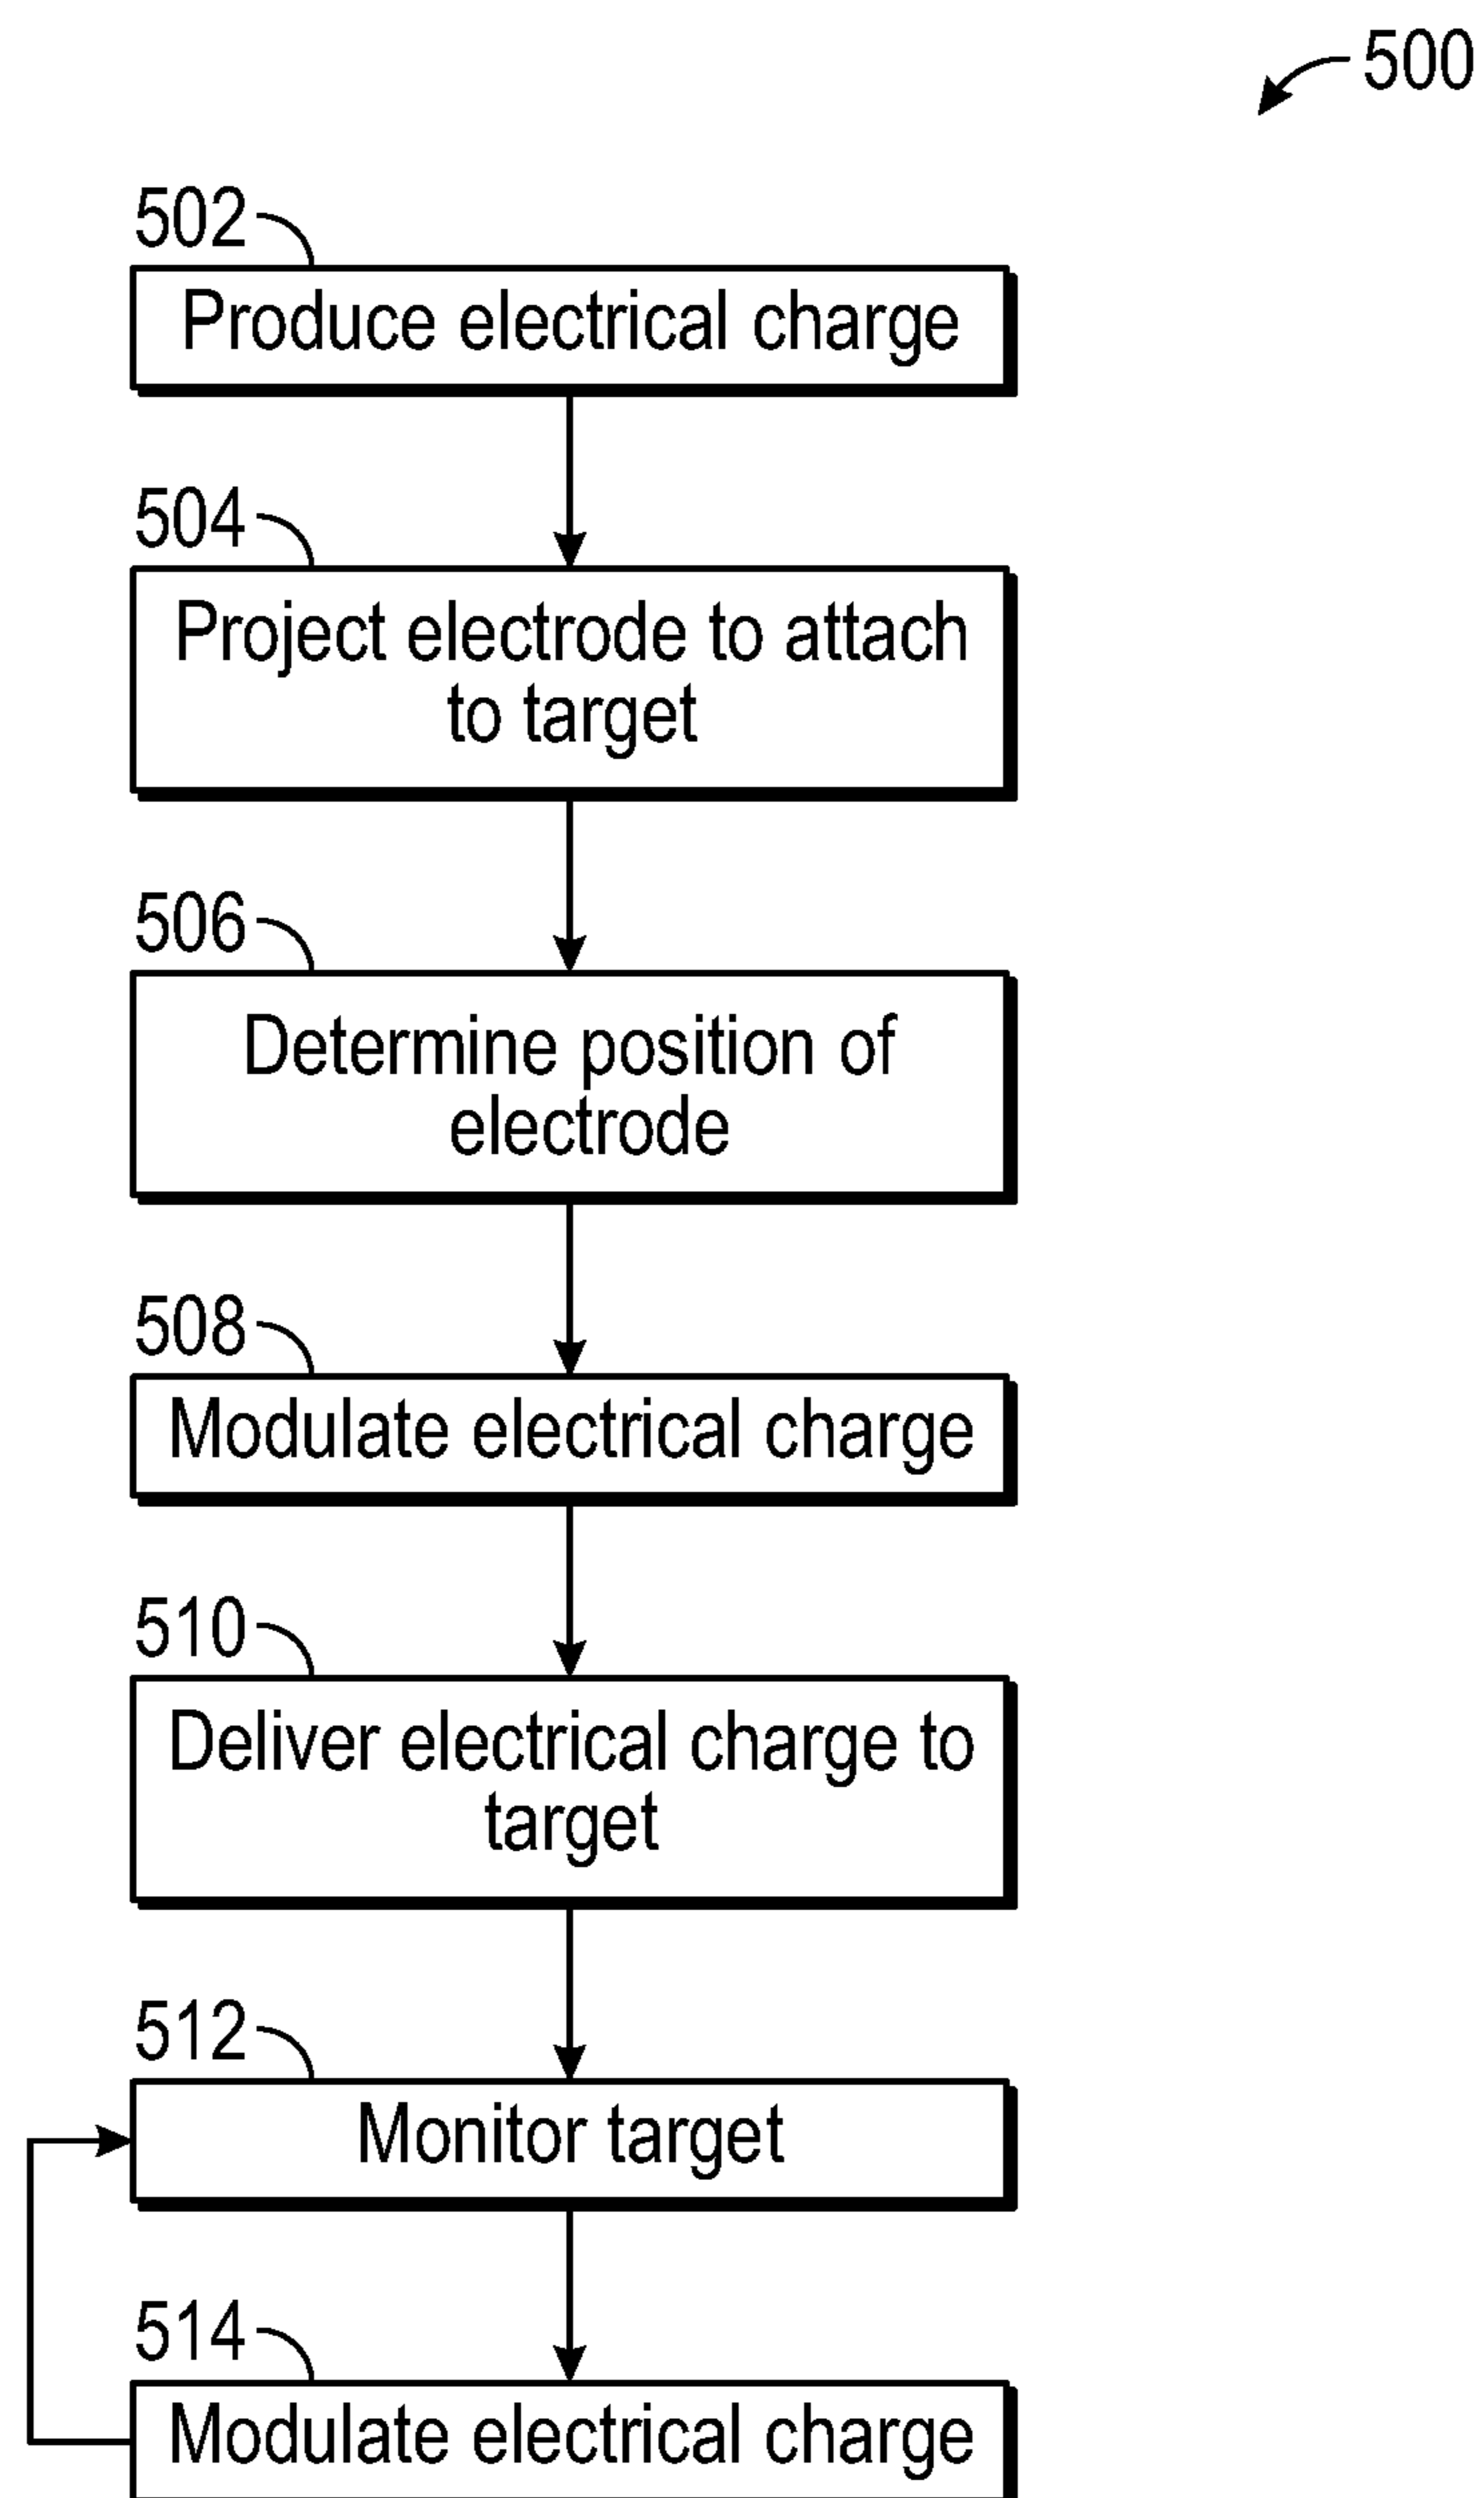 500
502
Produce electrical charge
504
Project electrode to attach
to target
506
Determine position of
electrode
508
Modulate electrical charge
510
Deliver electrical charge to
target
512
Monitor target
514
Modulate electrical charge